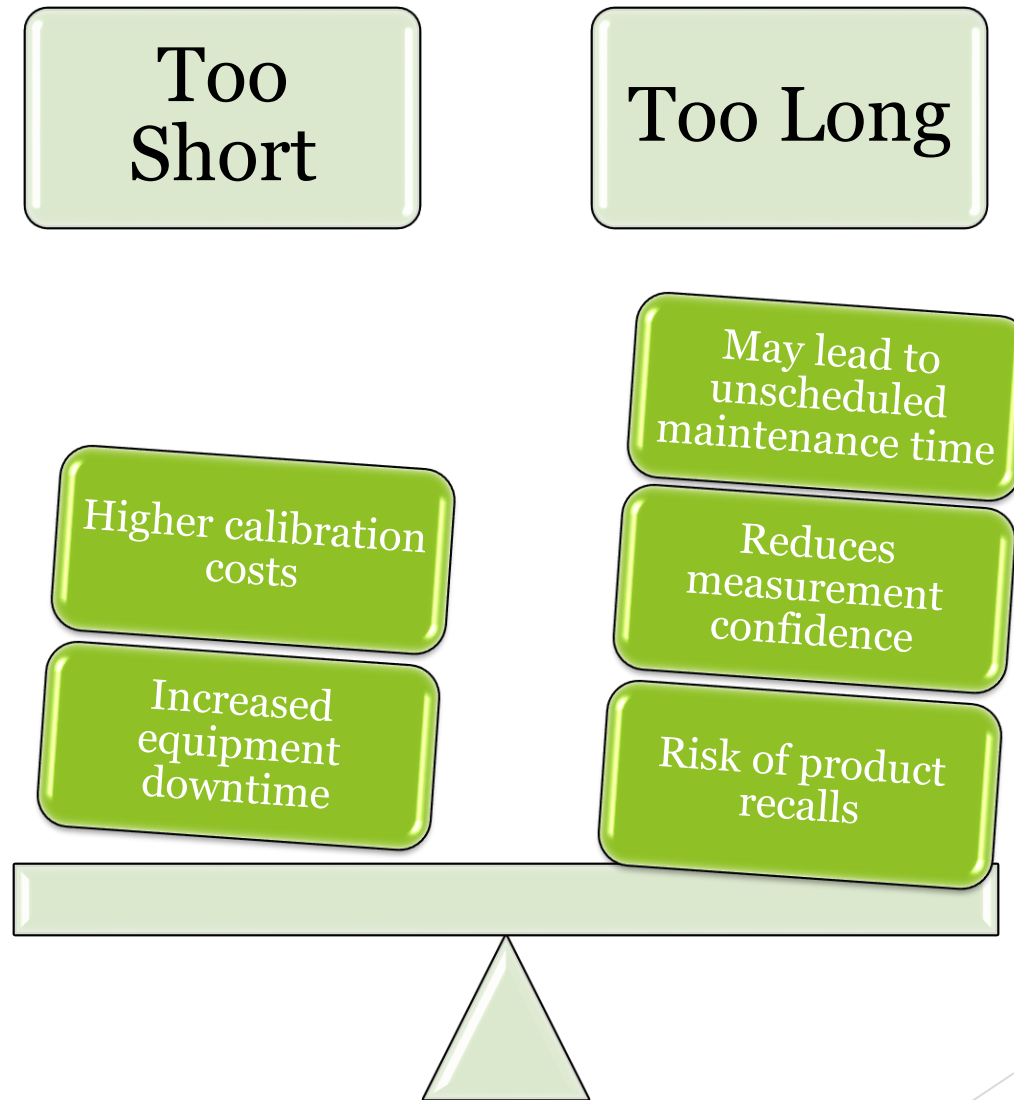 Too
Short
Too Long
Higher calibration
costs
Increased
equipment
downtime
May lead to
unscheduled
maintenance time
Reduces
measurement
confidence
Risk of product
recalls